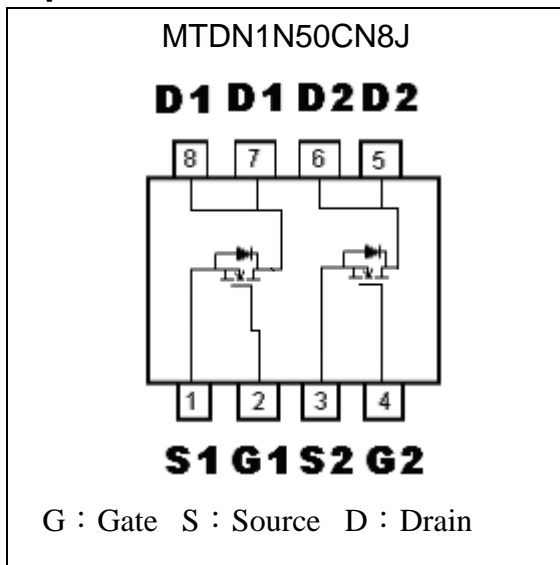 MTDN1N50CN8J
D1 D1 D2 D2
8 7 6 5
1 2 3 4
S1 G1 S2 G2
G：Gate S：Source D：Drain